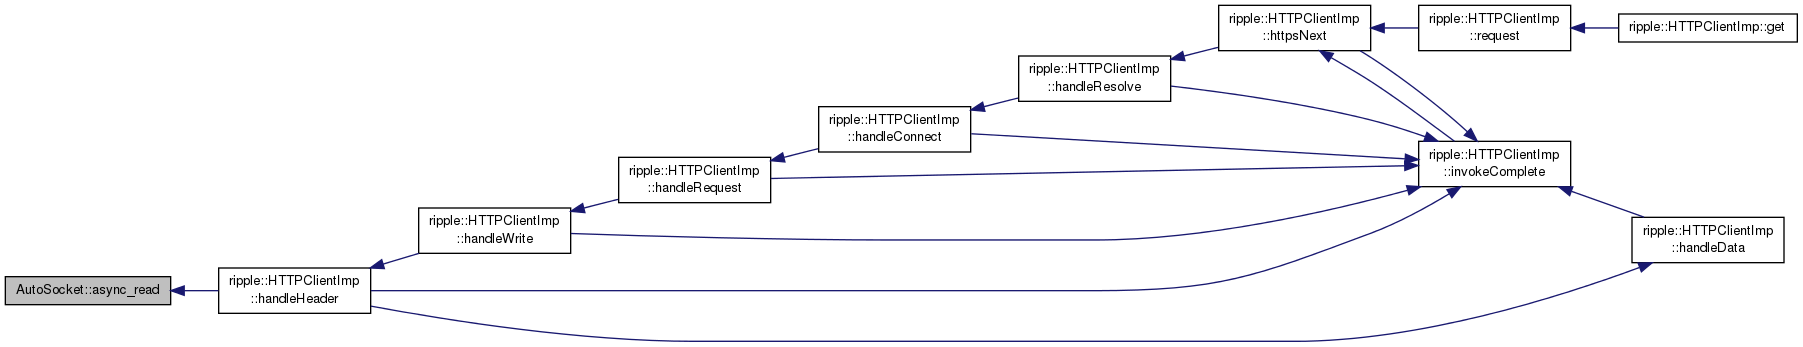 ripple::HTTPClientImp
::httpsNext
ripple::HTTPClientImp
::request
ripple::HTTPClientImp::get
ripple::HTTPClientImp
::handleResolve
ripple::HTTPClientImp
::handleConnect
ripple::HTTPClientImp
::invokeComplete
ripple::HTTPClientImp
::handleRequest
ripple::HTTPClientImp
::handleWrite
ripple::HTTPClientImp
::handleData
AutoSocket::async_read
ripple::HTTPClientImp
::handleHeader